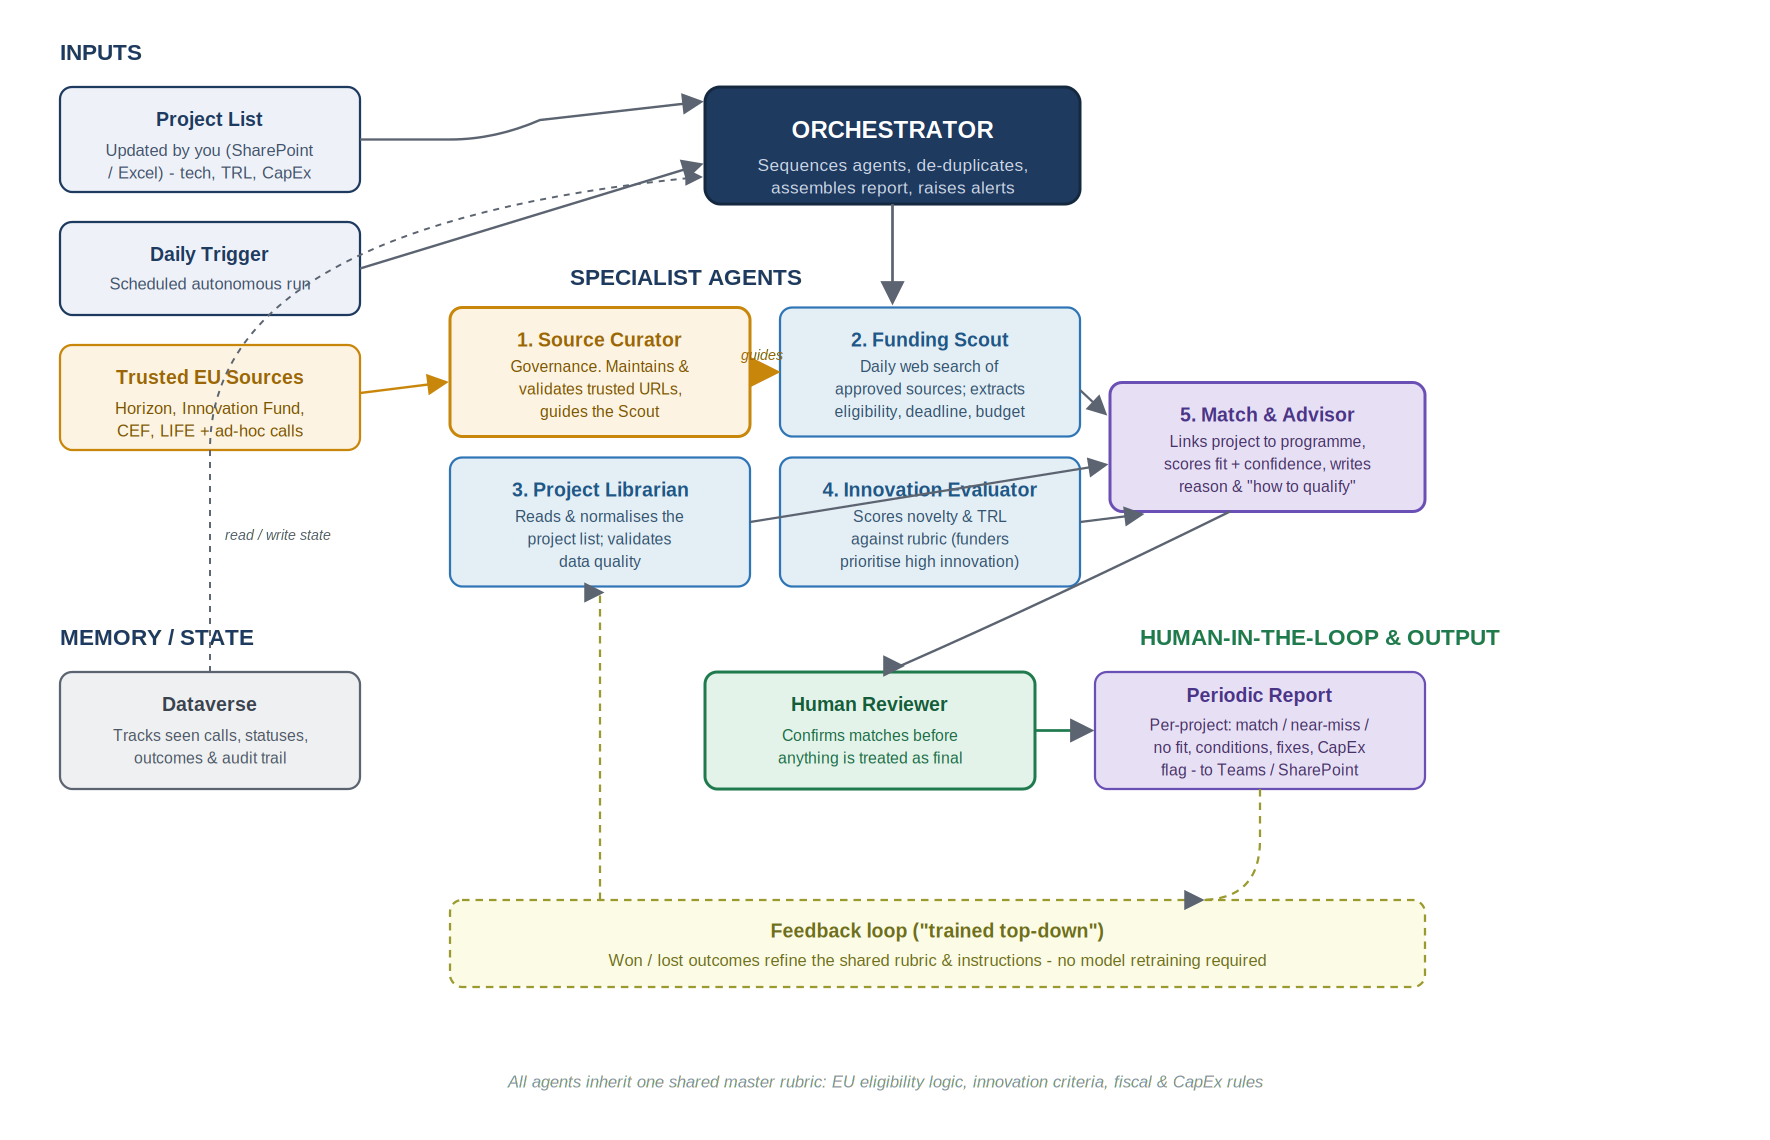 INPUTS
Project List
Updated by you (SharePoint
/ Excel) - tech, TRL, CapEx
ORCHESTRATOR
Sequences agents, de-duplicates,
assembles report, raises alerts
Daily Trigger
Scheduled autonomous run
SPECIALIST AGENTS
Trusted EU Sources
Horizon, Innovation Fund,
CEF, LIFE + ad-hoc calls
1. Source Curator
Governance. Maintains &
validates trusted URLs,
guides the Scout
guides
2. Funding Scout
Daily web search of
approved sources; extracts
eligibility, deadline, budget
5. Match & Advisor
Links project to programme,
scores fit + confidence, writes
reason & "how to qualify"
3. Project Librarian
Reads & normalises the
project list; validates
data quality
4. Innovation Evaluator
Scores novelty & TRL
against rubric (funders
prioritise high innovation)
read / write state
MEMORY / STATE
Dataverse
Tracks seen calls, statuses,
outcomes & audit trail
HUMAN-IN-THE-LOOP & OUTPUT
Human Reviewer
Confirms matches before
anything is treated as final
Periodic Report
Per-project: match / near-miss /
no fit, conditions, fixes, CapEx
flag - to Teams / SharePoint
Feedback loop ("trained top-down")
Won / lost outcomes refine the shared rubric & instructions - no model retraining required
All agents inherit one shared master rubric: EU eligibility logic, innovation criteria, fiscal & CapEx rules